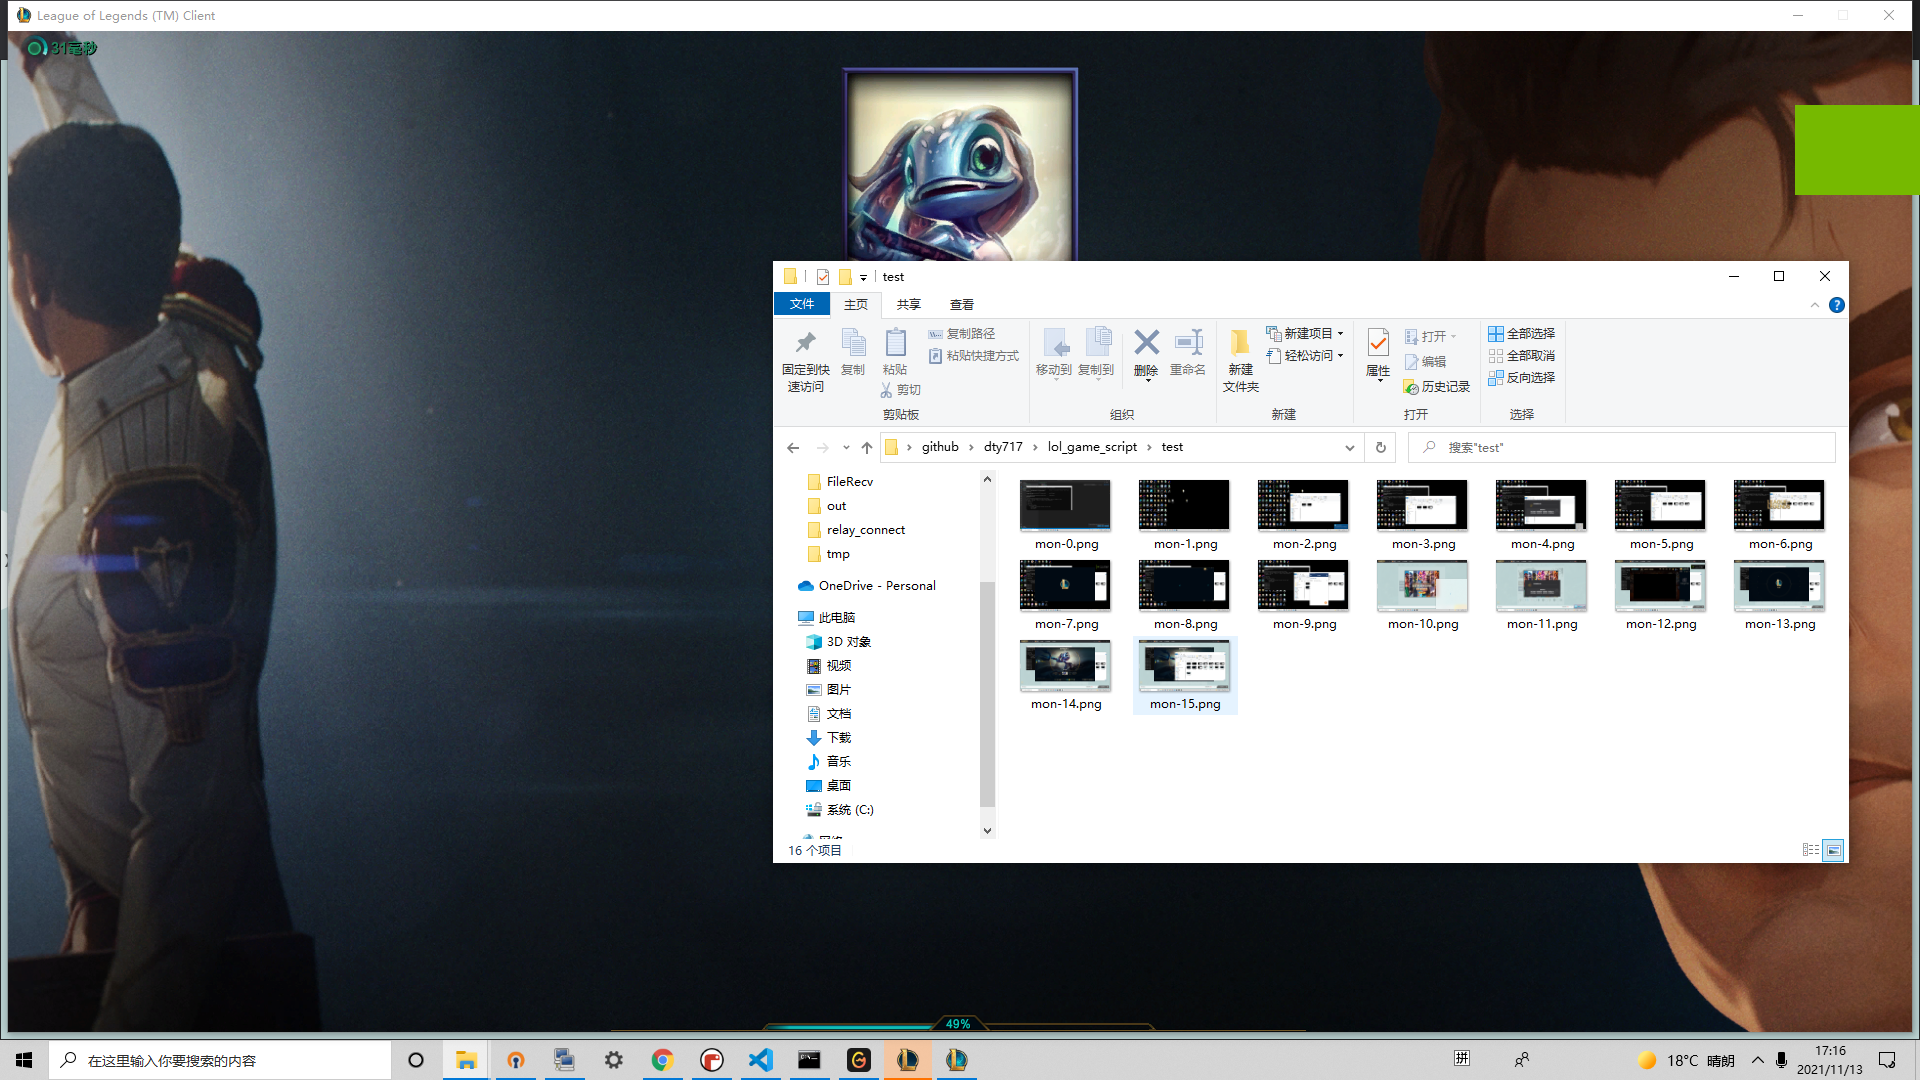 League of Legends (TM) Client
31毫秒
test
文件 主页 共享 查看
固定到快速访问
复制
粘贴
复制路径
粘贴快捷方式
剪切
剪贴板
移动到
复制到
删除
重命名
组织
新建文件夹
新建项目
轻松访问
新建
属性
打开
编辑
历史记录
打开
全部选择
全部取消
反向选择
选择
github › dty717 › lol_game_script › test
搜索"test"
FileRecv
out
relay_connect
tmp
OneDrive - Personal
此电脑
3D 对象
视频
图片
文档
下载
音乐
桌面
系统 (C:)
网络
mon-0.png mon-1.png mon-2.png mon-3.png mon-4.png mon-5.png mon-6.png
mon-7.png mon-8.png mon-9.png mon-10.png mon-11.png mon-12.png mon-13.png
mon-14.png mon-15.png
16 个项目
49%
在这里输入你要搜索的内容
拼
18°C 晴朗
17:16
2021/11/13